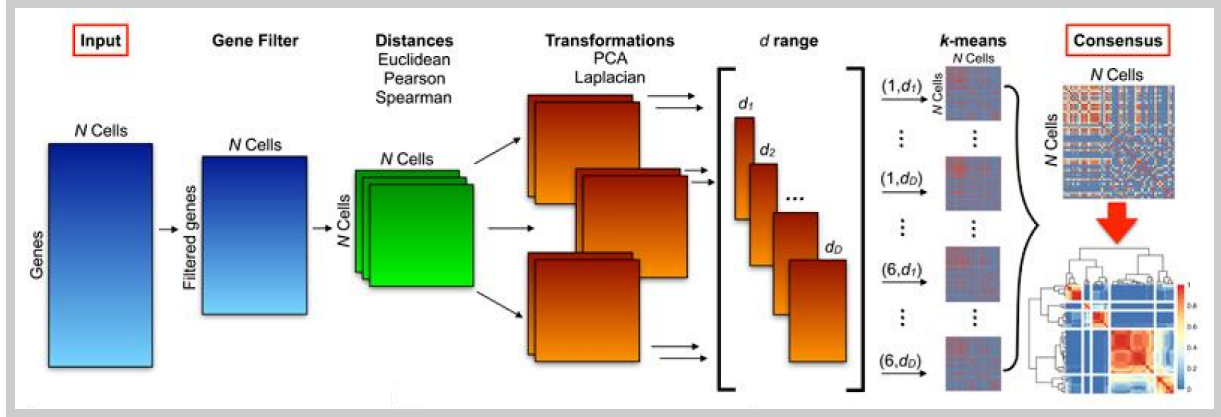 Input
Gene Filter
Distances
Euclidean
Pearson
Spearman
Transformations
PCA
Laplacian
d range
k-means
Consensus
N Cells
Genes
N Cells
Filtered genes
N Cells
N Cells
d1
d2
...
dD
(1,d1)
(1,dD)
(6,d1)
(6,dD)
N Cells
N Cells
N Cells
N Cells
1
0.8
0.6
0.4
0.2
0